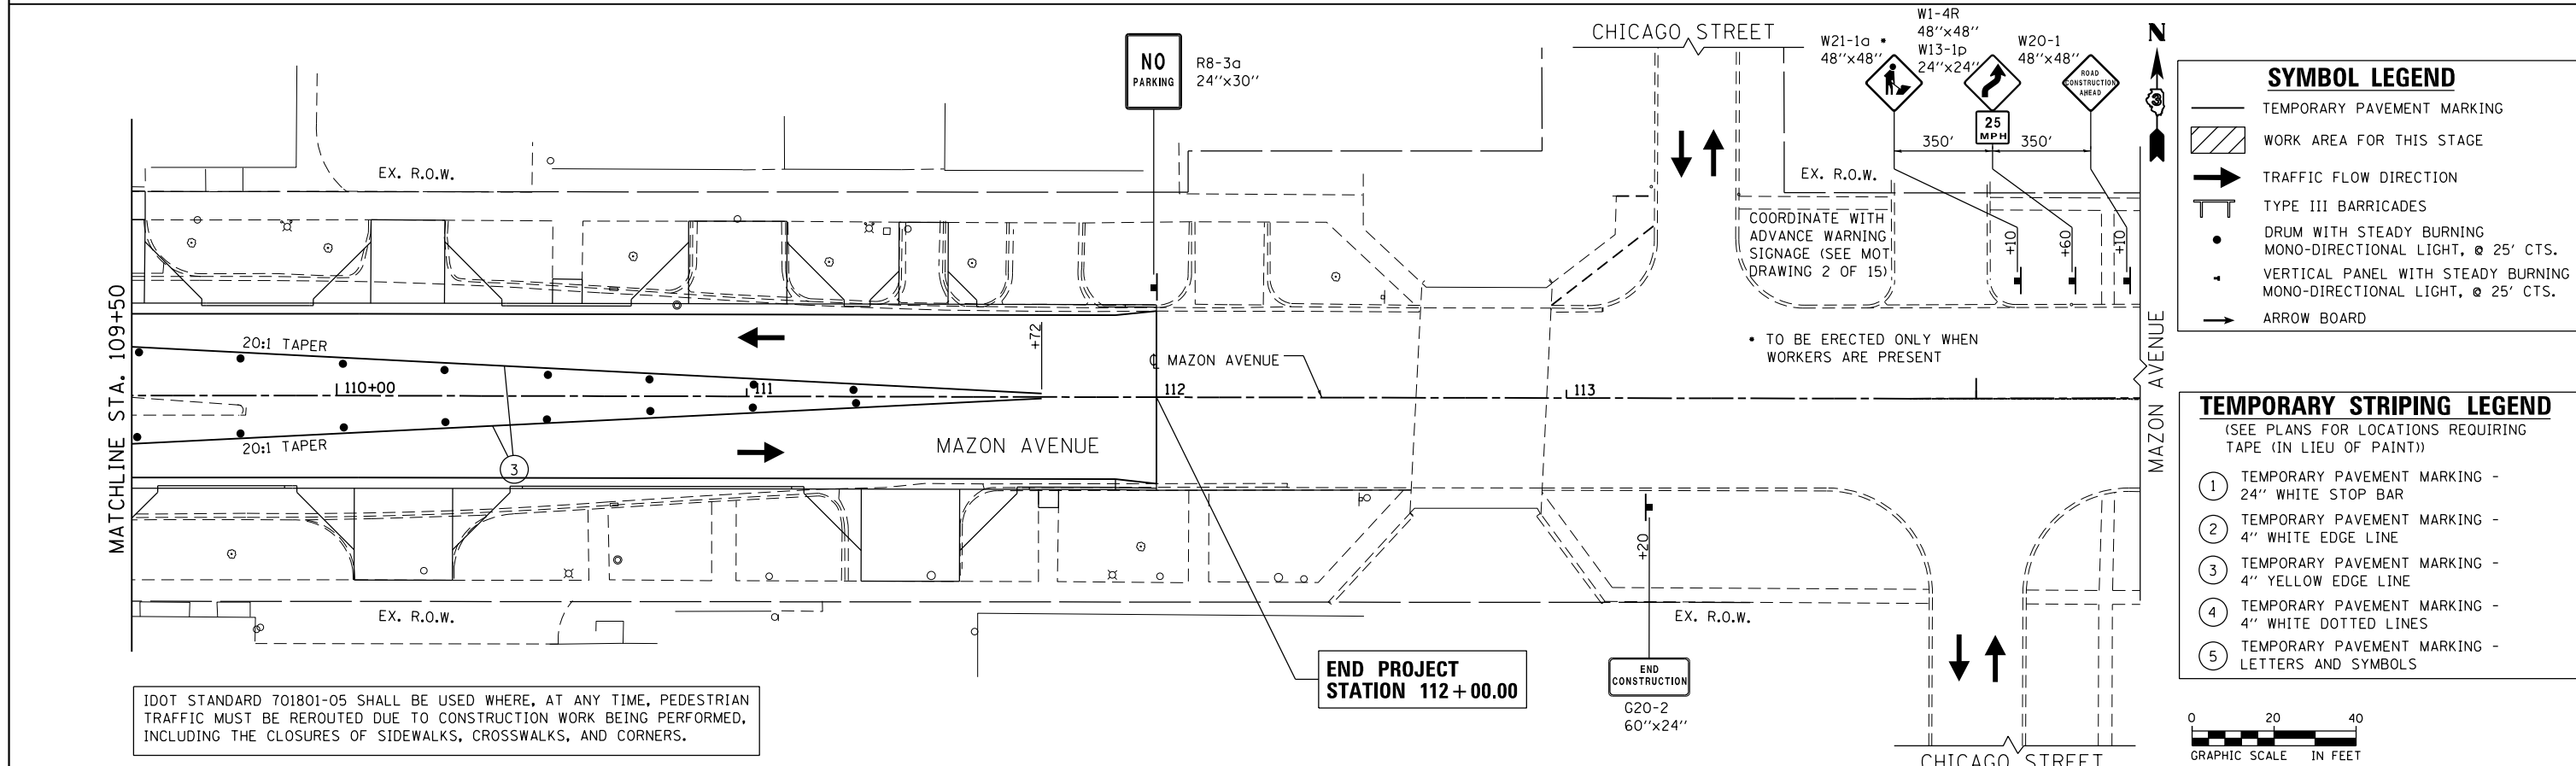 CHICAGO STREET
W1-4R
48''x48''
W13-1p
24''x24''
W21-1a *
48''x48''
W20-1
48''x48''
NO
PARKING
R8-3a
24''x30''
25
MPH
ROAD
CONSTRUCTION
AHEAD
350'
350'
N
3
EX. R.O.W.
EX. R.O.W.
COORDINATE WITH
ADVANCE WARNING
SIGNAGE (SEE MOT
DRAWING 2 OF 15)
+10
+60
+10
* TO BE ERECTED ONLY WHEN
WORKERS ARE PRESENT
MATCHLINE STA. 109+50
20:1 TAPER
110+00
111
+72
℄ MAZON AVENUE
112
113
20:1 TAPER
3
MAZON AVENUE
MAZON AVENUE
+20
EX. R.O.W.
EX. R.O.W.
END PROJECT
STATION 112+00.00
END
CONSTRUCTION
G20-2
60''x24''
CHICAGO STREET
IDOT STANDARD 701801-05 SHALL BE USED WHERE, AT ANY TIME, PEDESTRIAN
TRAFFIC MUST BE REROUTED DUE TO CONSTRUCTION WORK BEING PERFORMED,
INCLUDING THE CLOSURES OF SIDEWALKS, CROSSWALKS, AND CORNERS.
SYMBOL LEGEND
TEMPORARY PAVEMENT MARKING
WORK AREA FOR THIS STAGE
TRAFFIC FLOW DIRECTION
TYPE III BARRICADES
DRUM WITH STEADY BURNING
MONO-DIRECTIONAL LIGHT, @ 25' CTS.
VERTICAL PANEL WITH STEADY BURNING
MONO-DIRECTIONAL LIGHT, @ 25' CTS.
ARROW BOARD
TEMPORARY STRIPING LEGEND
(SEE PLANS FOR LOCATIONS REQUIRING
TAPE (IN LIEU OF PAINT))
1 TEMPORARY PAVEMENT MARKING -
24'' WHITE STOP BAR
2 TEMPORARY PAVEMENT MARKING -
4'' WHITE EDGE LINE
3 TEMPORARY PAVEMENT MARKING -
4'' YELLOW EDGE LINE
4 TEMPORARY PAVEMENT MARKING -
4'' WHITE DOTTED LINES
5 TEMPORARY PAVEMENT MARKING -
LETTERS AND SYMBOLS
0 20 40
GRAPHIC SCALE IN FEET